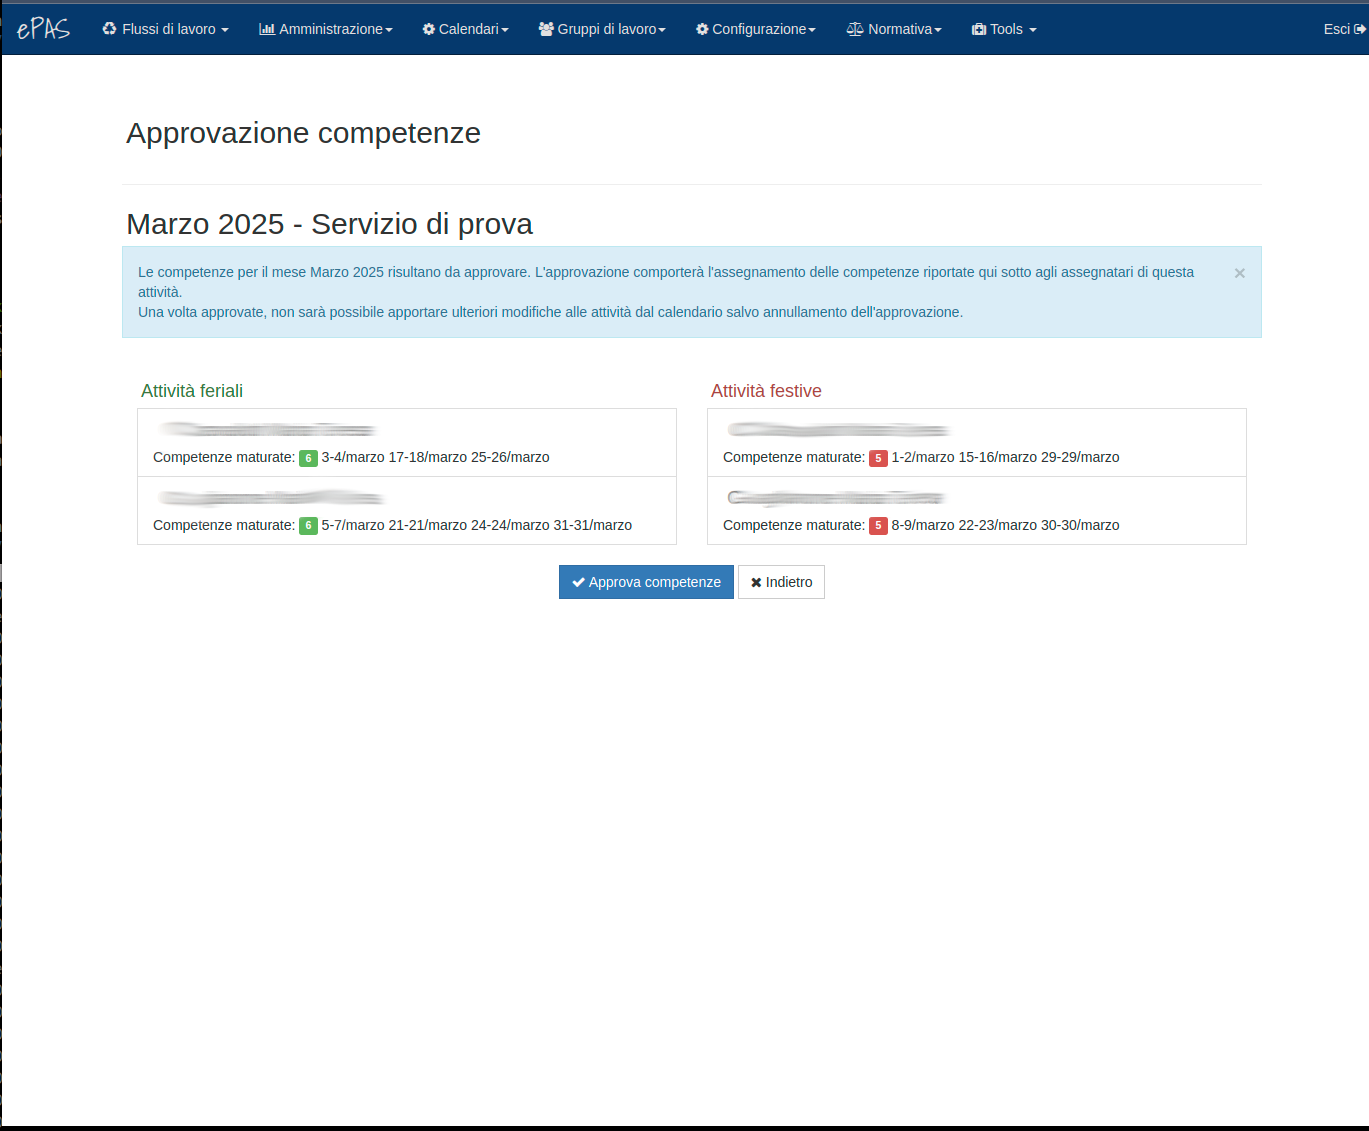 ePAS Flussi di lavoro Amministrazione Calendari Gruppi di lavoro Configurazione Normativa Tools Esci
Approvazione competenze
Marzo 2025 - Servizio di prova
Le competenze per il mese Marzo 2025 risultano da approvare. L'approvazione comporterà l'assegnamento delle competenze riportate qui sotto agli assegnatari di questa
attività.
Una volta approvate, non sarà possibile apportare ulteriori modifiche alle attività dal calendario salvo annullamento dell'approvazione.
×
Attività feriali
Competenze maturate: 6 3-4/marzo 17-18/marzo 25-26/marzo
Competenze maturate: 6 5-7/marzo 21-21/marzo 24-24/marzo 31-31/marzo
Attività festive
Competenze maturate: 5 1-2/marzo 15-16/marzo 29-29/marzo
Competenze maturate: 5 8-9/marzo 22-23/marzo 30-30/marzo
Approva competenze Indietro